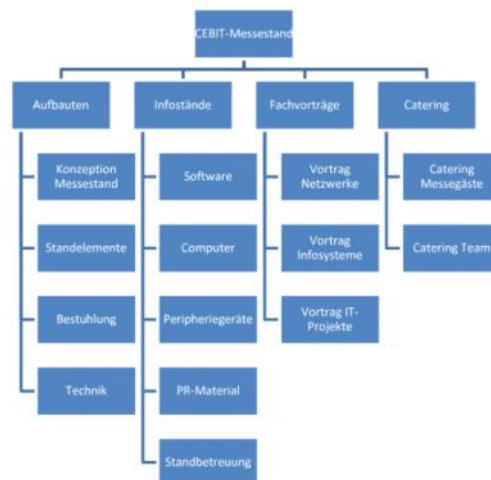 CEBIT-Messestand
Aufbauten
Infostände
Fachvorträge
Catering
Konzeption
Messestand
Software
Vortrag
Netzwerke
Catering
Messegäste
Standelemente
Computer
Vortrag
Infosysteme
Catering Team
Bestuhlung
Peripheriegeräte
Vortrag IT-
Projekte
Technik
PR-Material
Standbetreuung